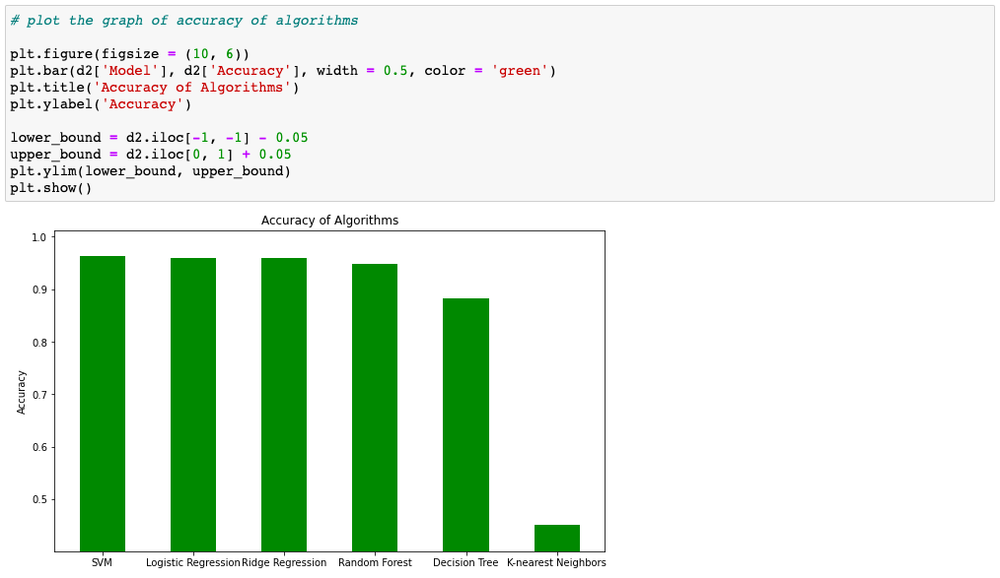 # plot the graph of accuracy of algorithms
plt.figure(figsize = (10, 6))
plt.bar(d2['Model'], d2['Accuracy'], width = 0.5, color = 'green')
plt.title('Accuracy of Algorithms')
plt.ylabel('Accuracy')
lower_bound = d2.iloc[-1, -1] - 0.05
upper_bound = d2.iloc[0, 1] + 0.05
plt.ylim(lower_bound, upper_bound)
plt.show()
Accuracy of Algorithms
1.0
0.9
0.8
0.7
0.6
0.5
Accuracy
SVM Logistic Regression Ridge Regression Random Forest Decision Tree K-nearest Neighbors